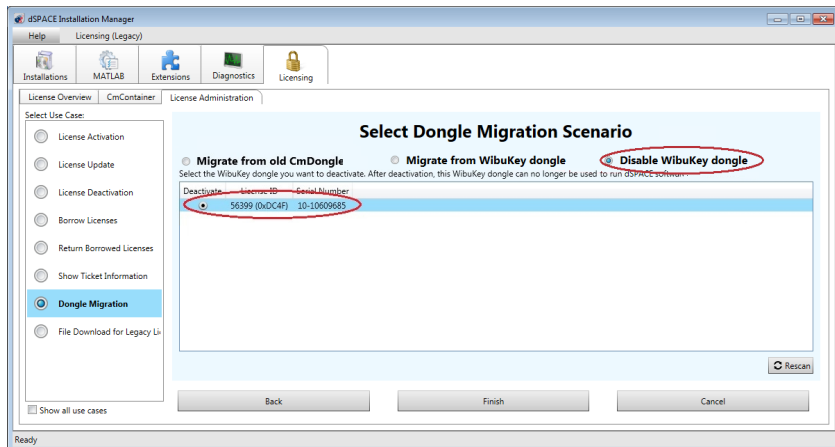 dSPACE Installation Manager
Help Licensing (Legacy)
Installations MATLAB Extensions Diagnostics Licensing
License Overview CmContainer License Administration
Select Use Case:
License Activation
License Update
License Deactivation
Borrow Licenses
Return Borrowed Licenses
Show Ticket Information
Dongle Migration
File Download for Legacy Li
Show all use cases
Select Dongle Migration Scenario
Migrate from old CmDongle Migrate from WibuKey dongle Disable WibuKey dongle
Select the WibuKey dongle you want to deactivate. After deactivation, this WibuKey dongle can no longer be used to run dSPACE software.
Deactivate License ID Serial Number
56399 (0xDC4F) 10-10609685
Rescan
Back Finish Cancel
Ready